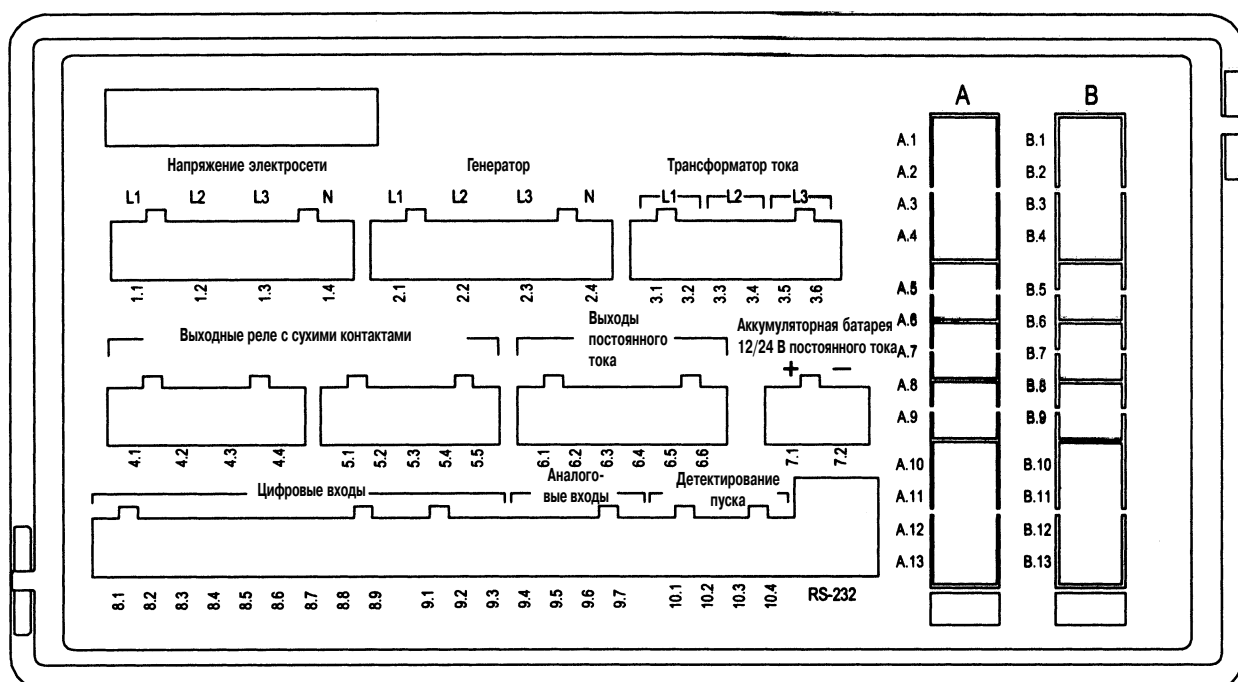 A B
Напряжение электросети Генератор Трансформатор тока
L1 L2 L3 N L1 L2 L3 N L1 L2 L3
1.1 1.2 1.3 1.4 2.1 2.2 2.3 2.4 3.1 3.2 3.3 3.4 3.5 3.6
Выходные реле с сухими контактами
Выходы
постоянного
тока
Аккумуляторная батарея
12/24 В постоянного тока
+ −
4.1 4.2 4.3 4.4 5.1 5.2 5.3 5.4 5.5 6.1 6.2 6.3 6.4 6.5 6.6 7.1 7.2
Цифровые входы
Аналого-
вые входы
Детектирование
пуска
8.1 8.2 8.3 8.4 8.5 8.6 8.7 8.8 8.9 9.1 9.2 9.3 9.4 9.5 9.6 9.7 10.1 10.2 10.3 10.4 RS-232
A.1 B.1
A.2 B.2
A.3 B.3
A.4 B.4
A.5 B.5
A.6 B.6
A.7 B.7
A.8 B.8
A.9 B.9
A.10 B.10
A.11 B.11
A.12 B.12
A.13 B.13